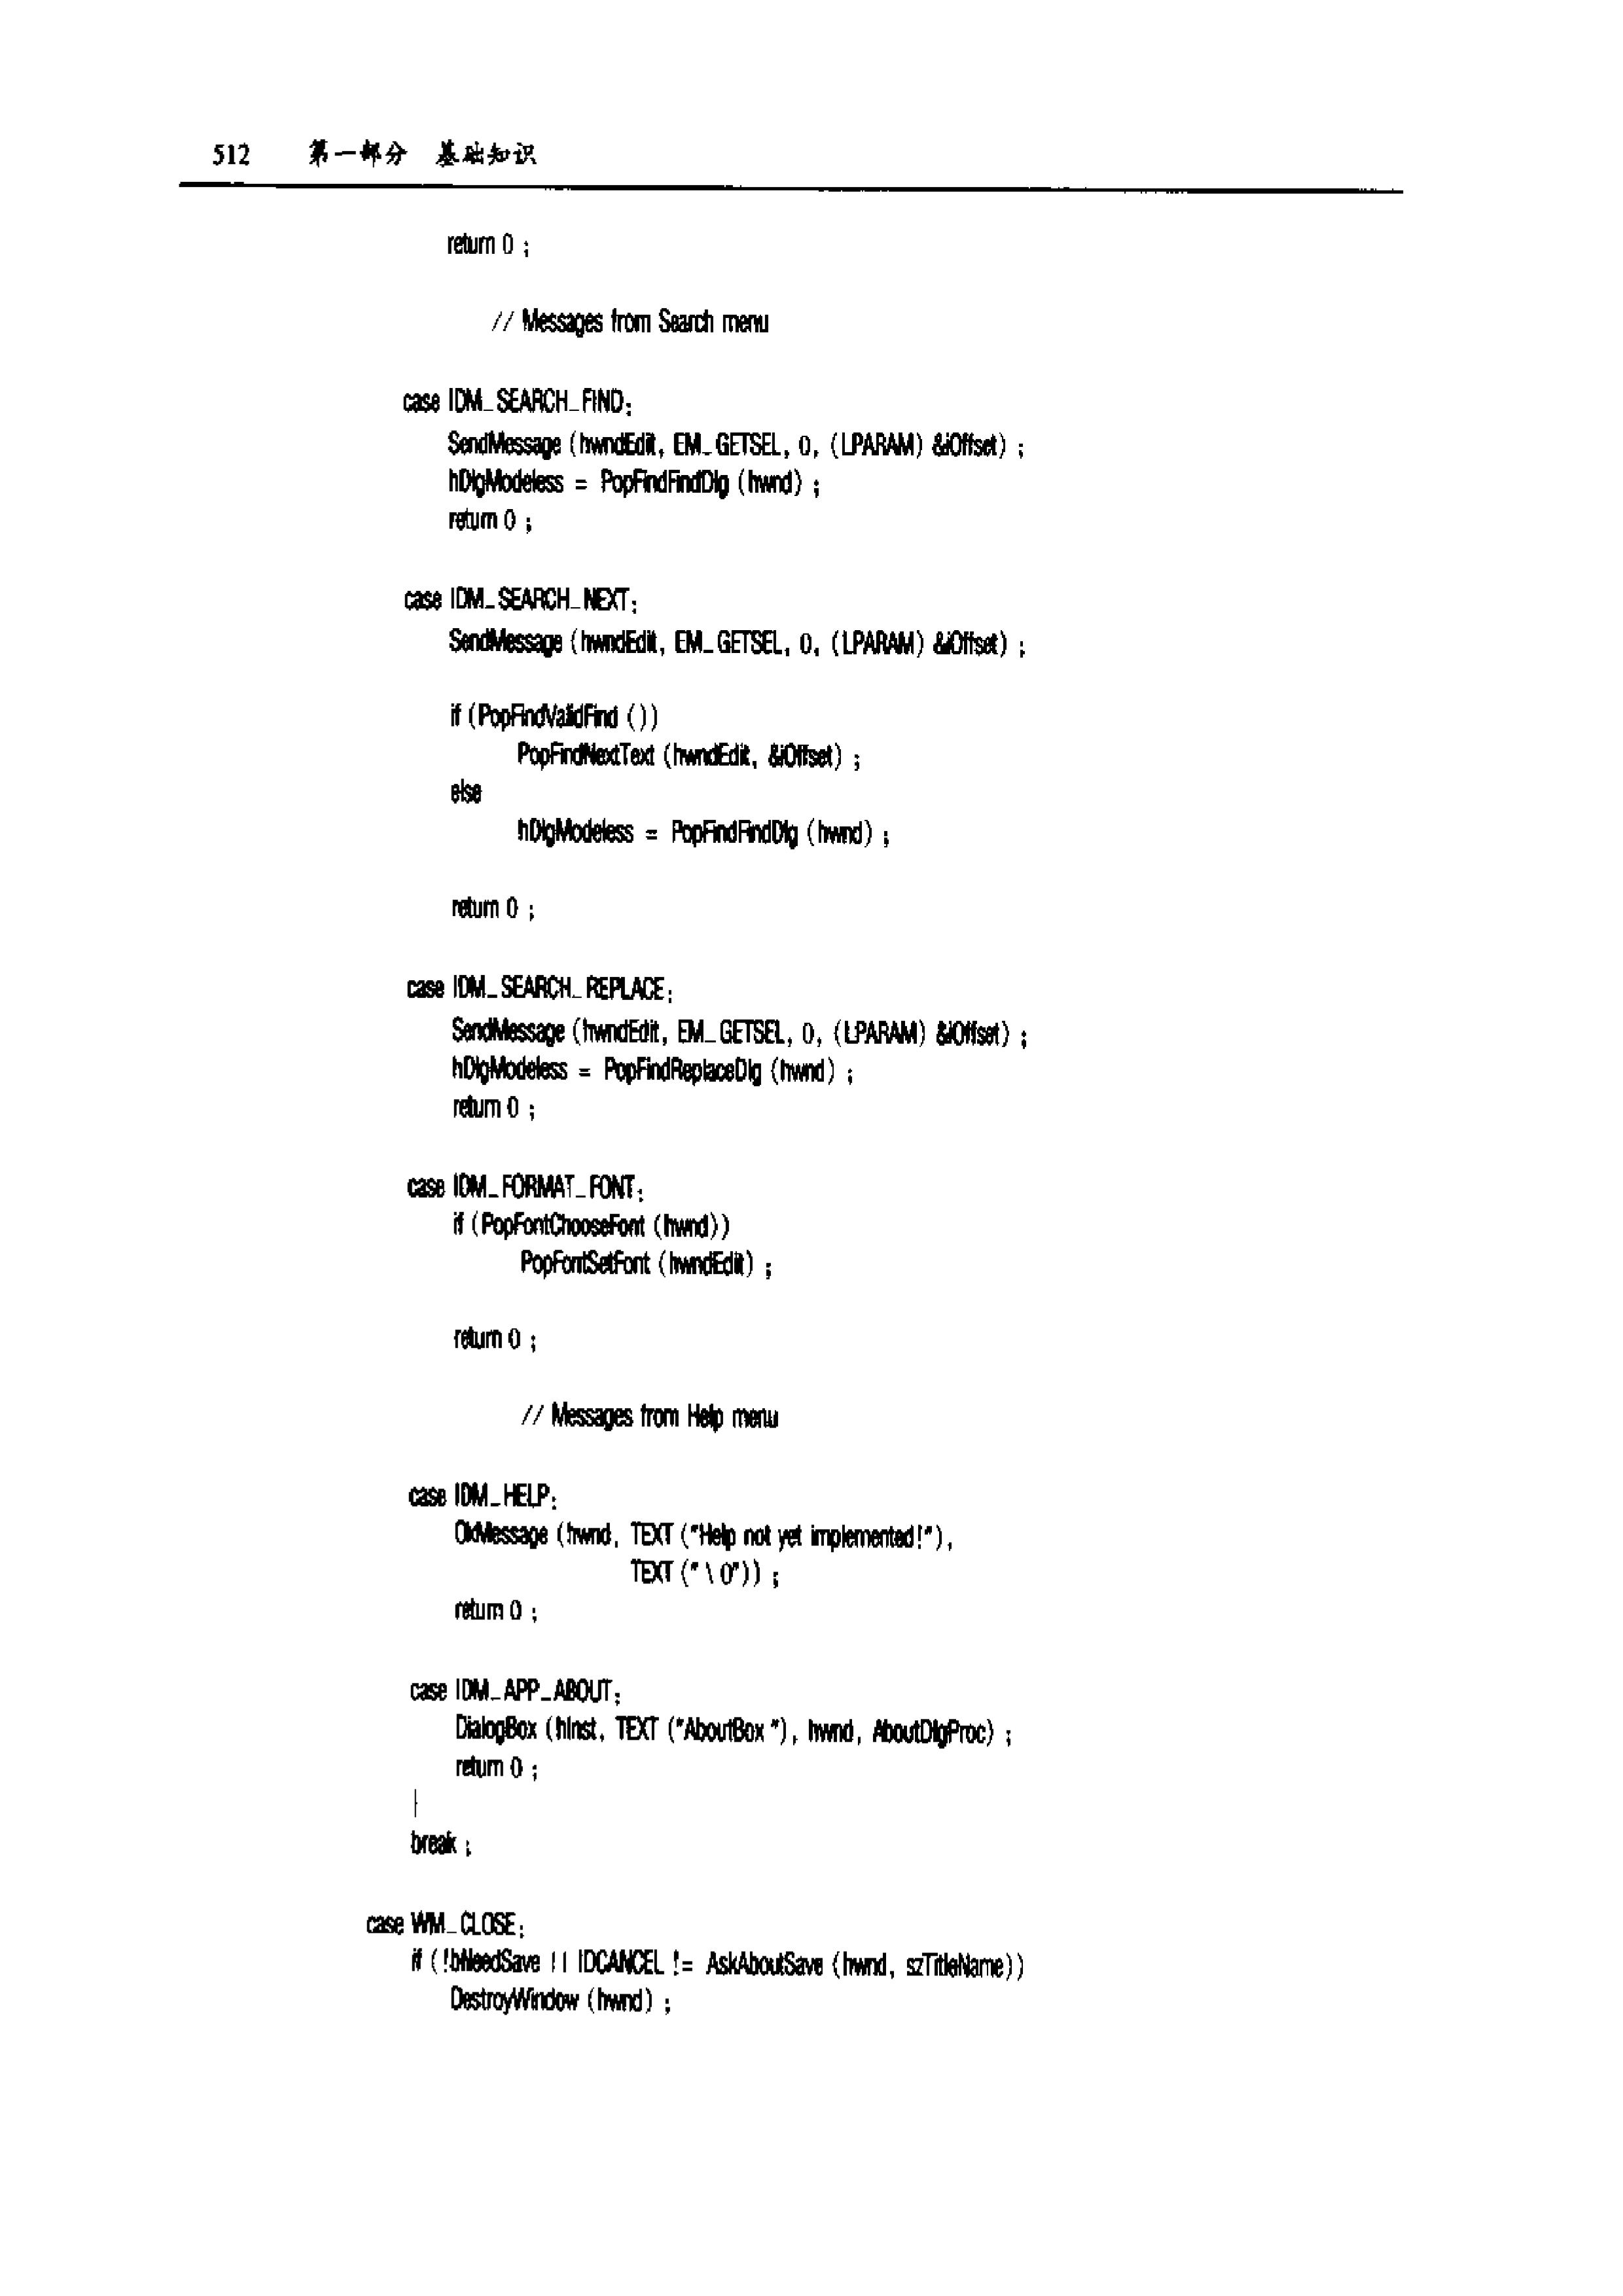 512 第一部分 基础知识
return 0 ;
// Messages from Search menu
case IDM_SEARCH_FIND:
SendMessage (hwndEdit, EM_GETSEL, 0, (LPARAM) &iOffset) ;
hDlgModeless = PopFindFindDlg (hwnd) ;
return 0 ;
case IDM_SEARCH_NEXT:
SendMessage (hwndEdit, EM_GETSEL, 0, (LPARAM) &iOffset) ;
if (PopFindValidFind ())
PopFindNextText (hwndEdit, &iOffset) ;
else
hDlgModeless = PopFindFindDlg (hwnd) ;
return 0 ;
case IDM_SEARCH_REPLACE:
SendMessage (hwndEdit, EM_GETSEL, 0, (LPARAM) &iOffset) ;
hDlgModeless = PopFindReplaceDlg (hwnd) ;
return 0 ;
case IDM_FORMAT_FONT:
if (PopFontChooseFont (hwnd))
PopFontSetFont (hwndEdit) ;
return 0 ;
// Messages from Help menu
case IDM_HELP:
OkMessage (hwnd, TEXT ("Help not yet implemented!"),
TEXT ("\0")) ;
return 0 ;
case IDM_APP_ABOUT:
DialogBox (hInst, TEXT ("AboutBox "), hwnd, AboutDlgProc) ;
return 0 ;
}
break ;
case WM_CLOSE:
if (!bNeedSave || IDCANCEL != AskAboutSave (hwnd, szTitleName))
DestroyWindow (hwnd) ;